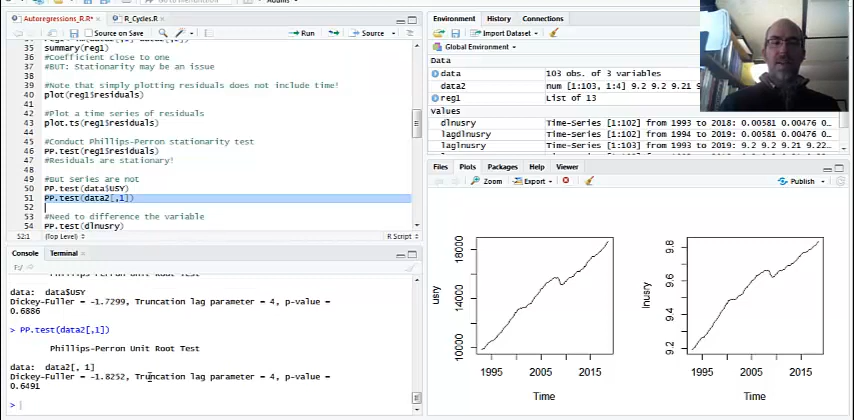 Go to file/function
Addins
Autoregressions_R.R*
R_Cycles.R
Source on Save
Run
Source
35 summary(reg1)
36 #Coefficient close to one
37 #BUT: Stationarity may be an issue
38
39 #Note that simply plotting residuals does not include time!
40 plot(reg1$residuals)
41
42 #Plot a time series of residuals
43 plot.ts(reg1$residuals)
44
45 #Conduct Phillips-Perron stationarity test
46 PP.test(reg1$residuals)
47 #Residuals are stationary!
48
49 #But series are not
50 PP.test(data$USY)
51 PP.test(data2[,1])
52
53 #Need to difference the variable
54 PP.test(dlnusry)
52:1 (Top Level) R Script
Console Terminal
F:/
Phillips-Perron Unit Root Test
data: data$USY
Dickey-Fuller = -1.7299, Truncation lag parameter = 4, p-value =
0.6886
> PP.test(data2[,1])
Phillips-Perron Unit Root Test
data: data2[, 1]
Dickey-Fuller = -1.8252, Truncation lag parameter = 4, p-value =
0.6491
>
Environment History Connections
Import Dataset
Global Environment
Data
data 103 obs. of 3 variables
data2 num [1:103, 1:4] 9.2 9.2 9.21
reg1 List of 13
Values
dlnusry Time-Series [1:102] from 1993 to 2018: 0.00581 0.00476 0…
lagdlnusry Time-Series [1:102] from 1994 to 2019: 0.00581 0.00476 0…
laglnusry Time-Series [1:103] from 1993 to 2019: 9.2 9.2 9.21 9.22…
Files Plots Packages Help Viewer
Zoom Export Publish
usry
10000 14000 18000
1995 2005 2015
Time
lnusry
9.2 9.4 9.6 9.8
1995 2005 2015
Time